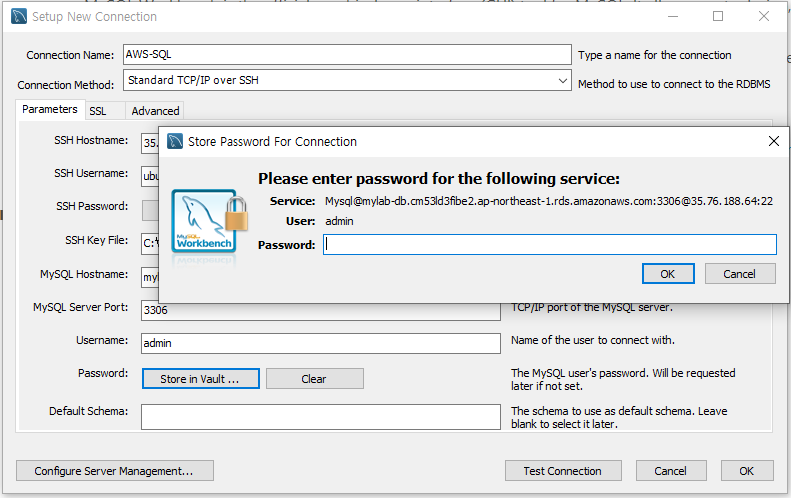 Setup New Connection
Connection Name: AWS-SQL Type a name for the connection
Connection Method: Standard TCP/IP over SSH Method to use to connect to the RDBMS
Parameters SSL Advanced
SSH Hostname: 35.
Store Password For Connection
SSH Username: ubu
Please enter password for the following service:
SSH Password:
Service: Mysql@mylab-db.cm53ld3fibe2.ap-northeast-1.rds.amazonaws.com:3306@35.76.188.64:22
User: admin
SSH Key File: C:\
Password:
MySQL
Workbench
MySQL Hostname: myl
OK Cancel
MySQL Server Port: 3306 TCP/IP port of the MySQL server.
Username: admin Name of the user to connect with.
Password: Store in Vault ... Clear The MySQL user's password. Will be requested
later if not set.
Default Schema: The schema to use as default schema. Leave
blank to select it later.
Configure Server Management... Test Connection Cancel OK